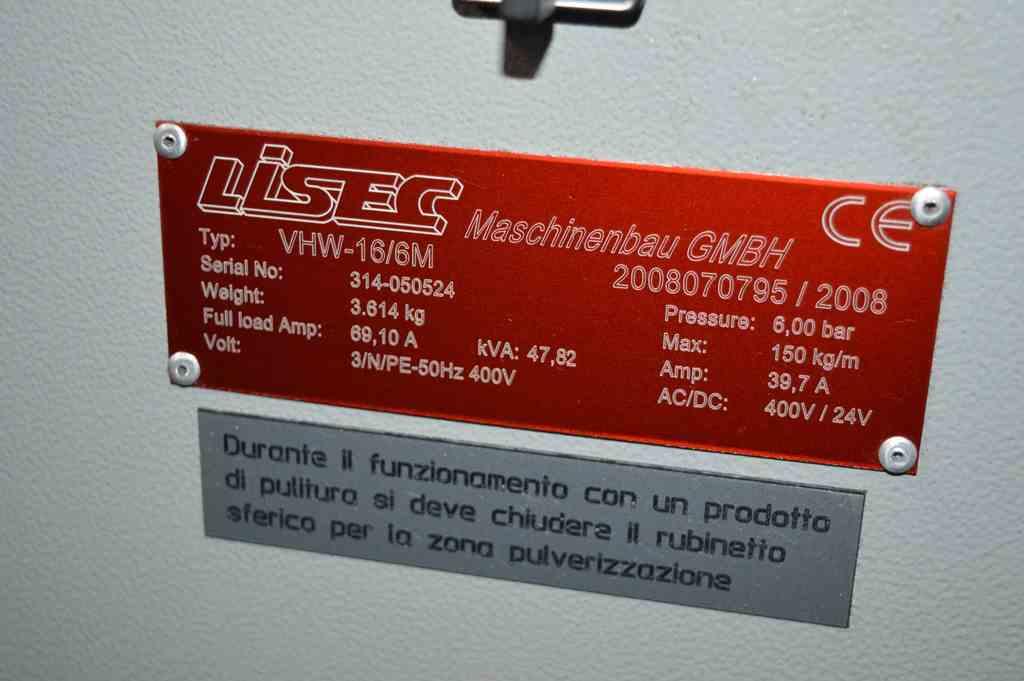 LiSEC Maschinenbau GMBH CE
Typ: VHW-16/6M 2008070795 / 2008
Serial No: 314-050524 Pressure: 6,00 bar
Weight: 3.614 kg Max: 150 kg/m
Full load Amp: 69,10 A kVA: 47,82 Amp: 39,7 A
Volt: 3/N/PE-50Hz 400V AC/DC: 400V / 24V
Durante il funzionamento con un prodotto
di pulitura si deve chiudere il rubinetto
sferico per la zona pulverizzazione